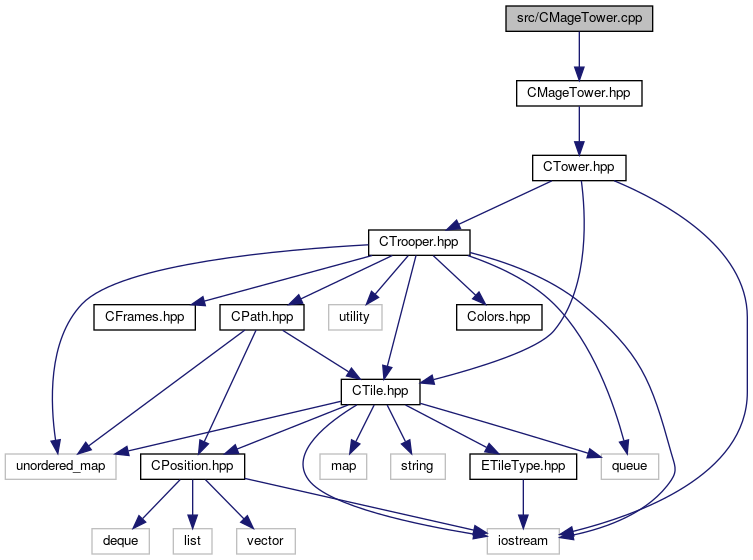 src/CMageTower.cpp
CMageTower.hpp
CTower.hpp
CTrooper.hpp
CFrames.hpp
CPath.hpp
utility
Colors.hpp
CTile.hpp
unordered_map
CPosition.hpp
map
string
ETileType.hpp
queue
deque
list
vector
iostream